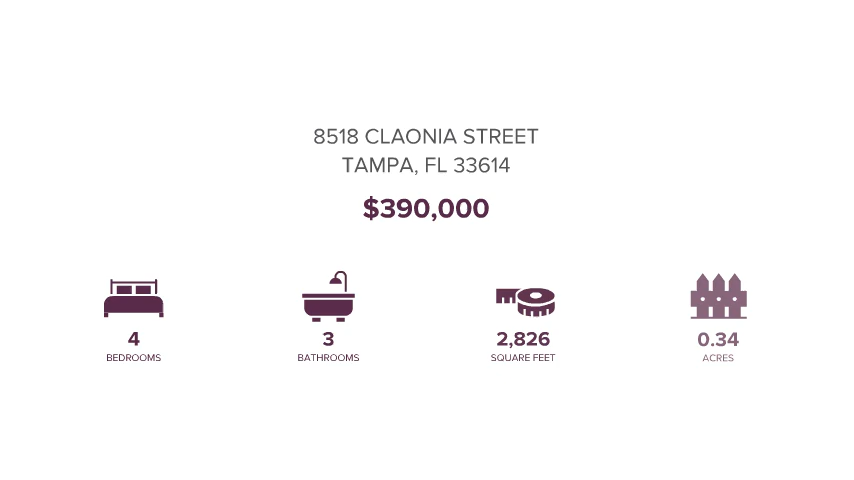 8518 CLAONIA STREET
TAMPA, FL 33614
$390,000
4
BEDROOMS
3
BATHROOMS
2,826
SQUARE FEET
0.34
ACRES